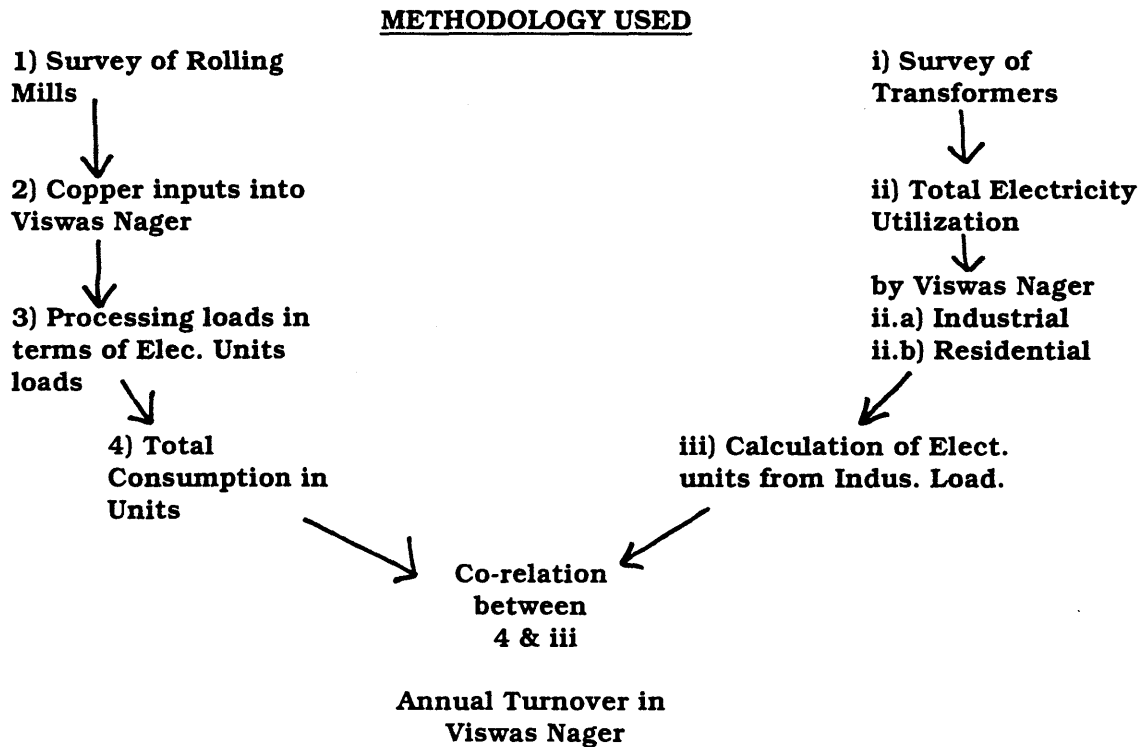 METHODOLOGY USED
1) Survey of Rolling
Mills
2) Copper inputs into
Viswas Nager
3) Processing loads in
terms of Elec. Units
loads
4) Total
Consumption in
Units
i) Survey of
Transformers
ii) Total Electricity
Utilization
by Viswas Nager
ii.a) Industrial
ii.b) Residential
iii) Calculation of Elect.
units from Indus. Load.
Co-relation
between
4 & iii
Annual Turnover in
Viswas Nager